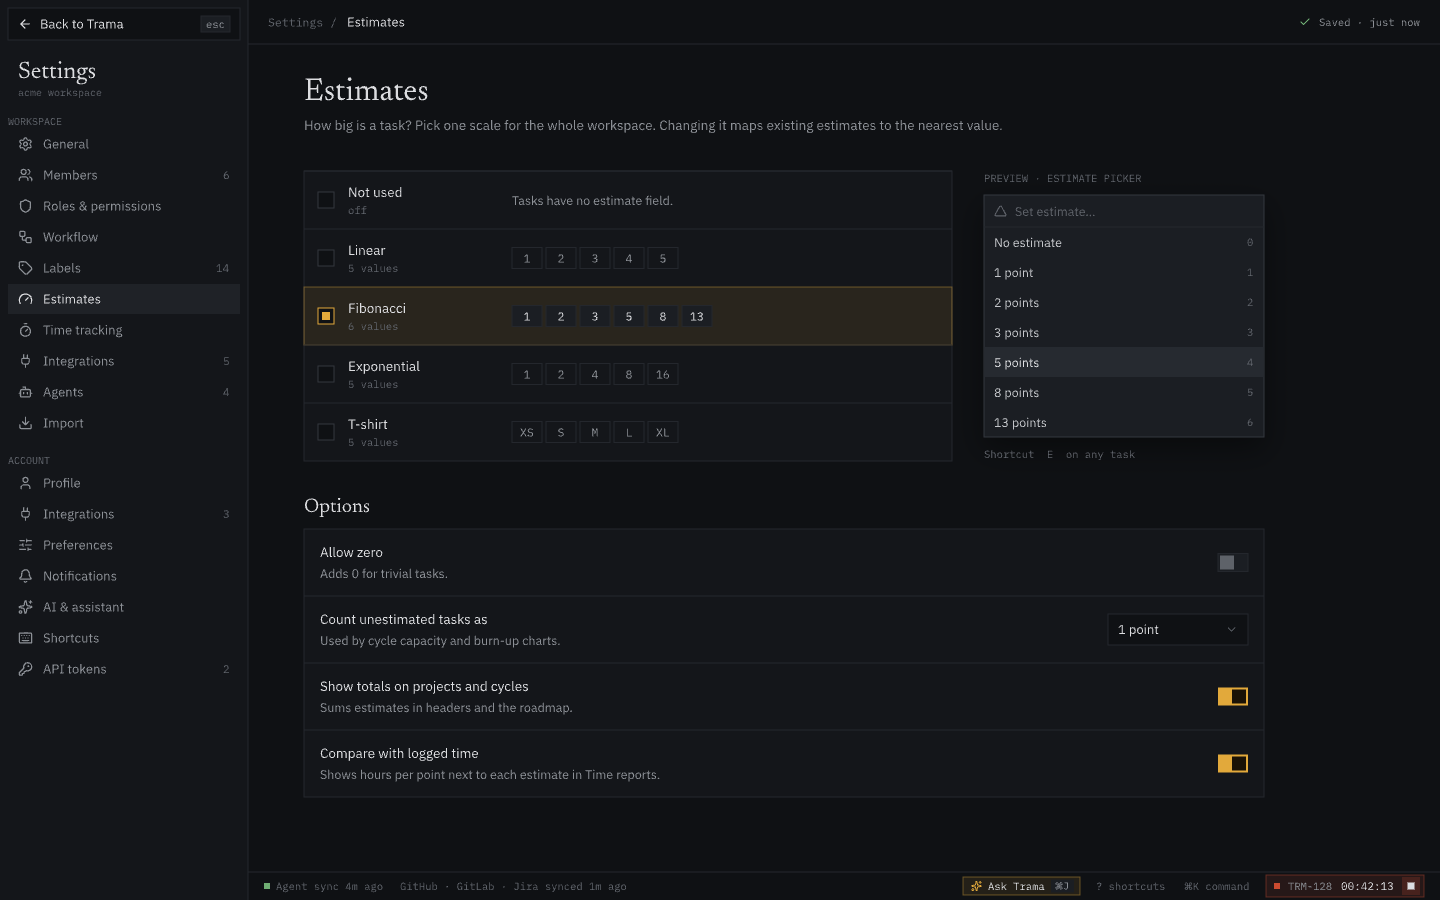 Back to Trama esc
Settings
acme workspace
WORKSPACE
General
Members 6
Roles & permissions
Workflow
Labels 14
Estimates
Time tracking
Integrations 5
Agents 4
Import
ACCOUNT
Profile
Integrations 3
Preferences
Notifications
AI & assistant
Shortcuts
API tokens 2
Settings / Estimates
Saved · just now
Estimates
How big is a task? Pick one scale for the whole workspace. Changing it maps existing estimates to the nearest value.
Not used
off
Tasks have no estimate field.
Linear
5 values
1 2 3 4 5
Fibonacci
6 values
1 2 3 5 8 13
Exponential
5 values
1 2 4 8 16
T-shirt
5 values
XS S M L XL
PREVIEW · ESTIMATE PICKER
Set estimate...
No estimate 0
1 point 1
2 points 2
3 points 3
5 points 4
8 points 5
13 points 6
Shortcut E on any task
Options
Allow zero
Adds 0 for trivial tasks.
Count unestimated tasks as
Used by cycle capacity and burn-up charts.
1 point
Show totals on projects and cycles
Sums estimates in headers and the roadmap.
Compare with logged time
Shows hours per point next to each estimate in Time reports.
Agent sync 4m ago GitHub · GitLab · Jira synced 1m ago
Ask Trama ⌘J ? shortcuts ⌘K command TRM-128 00:42:13